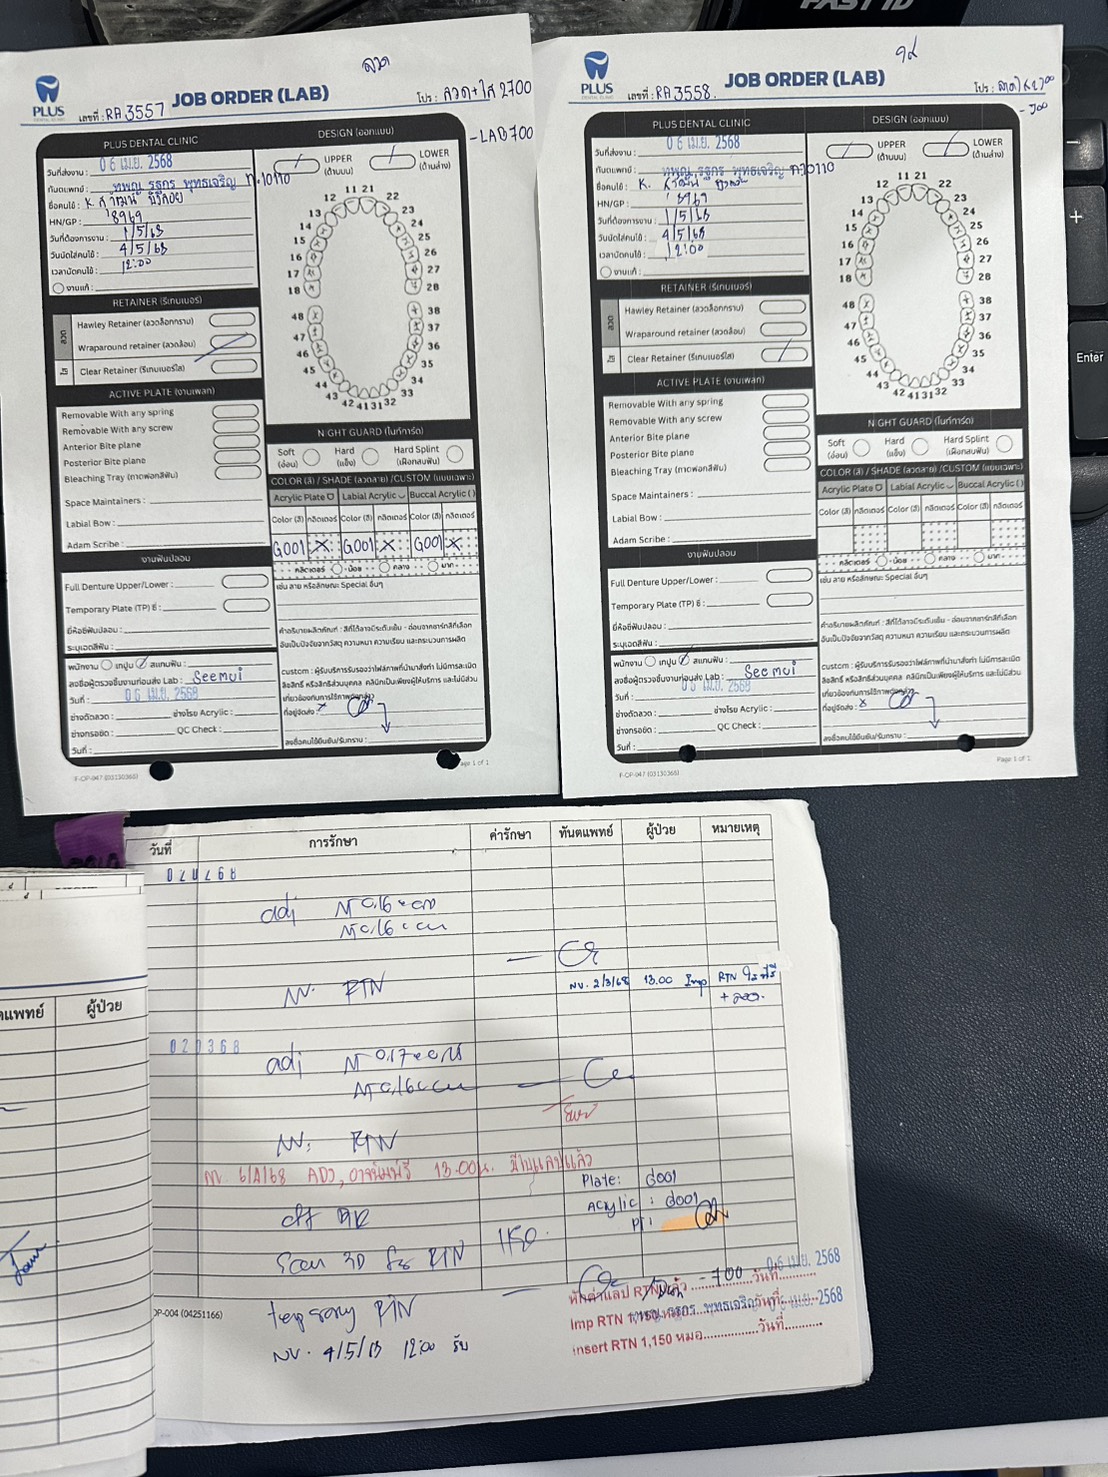 FAST ID
Enter
ลวด
PLUS
DENTAL CLINIC
JOB ORDER (LAB)
เลขที่ : RA 3557
โปร : ลวด+ใส 2700
-LAB 700
PLUS DENTAL CLINIC
DESIGN (ออกแบบ)
วันที่ส่งงาน : 06 เม.ย. 2568
UPPER (ด้านบน)
LOWER (ด้านล่าง)
ทันตแพทย์ : ทพญ. รฐกร พุทธเจริญ ท.10110
ชื่อคนไข้ : K.
HN/GP : 8969
วันที่ต้องการงาน : 1/5/68
วันนัดใส่คนไข้ : 4/5/68
เวลานัดคนไข้ : 12:00
งานแก้ :
11 21
12 22
13 23
14 24
15 25
16 26
17 27
18 28
48 38
47 37
46 36
45 35
44 34
43 42 41 31 32 33
RETAINER (รีเทนเนอร์)
ลวด
Hawley Retainer (ลวดล็อกกราม)
Wraparound retainer (ลวดล้อม)
ใส
Clear Retainer (รีเทนเนอร์ใส)
ACTIVE PLATE (งานเพลท)
Removable With any spring
Removable With any screw
Anterior Bite plane
Posterior Bite plane
Bleaching Tray (ถาดฟอกสีฟัน)
Space Maintainers :
Labial Bow :
Adam Scribe :
NIGHT GUARD (ไนท์การ์ด)
Soft (อ่อน)
Hard (แข็ง)
Hard Splint (เฝือกสบฟัน)
COLOR (สี) / SHADE (ลวดลาย) /CUSTOM (แบบเฉพาะ)
Acrylic Plate
Labial Acrylic
Buccal Acrylic ( )
Color (สี) กลิตเตอร์ Color (สี) กลิตเตอร์ Color (สี) กลิตเตอร์
G001 X G001 X G001 X
กลิตเตอร์ น้อย กลาง มาก
เช่น ลาย หรือลักษณะ Special อื่นๆ
งานฟันปลอม
Full Denture Upper/Lower :
Temporary Plate (TP) ซี่ :
ยี่ห้อซี่ฟันปลอม :
ระบุเฉดสีฟัน :
คำอธิบายผลิตภัณฑ์ : สีที่ได้อาจมีระดับเข้ม - อ่อนจากชาร์ทสีที่เลือก
อันเป็นปัจจัยจากวัสดุ ความหนา ความเรียบ และกระบวนการผลิต
พนักงาน เทปูน สแกนฟัน :
ลงชื่อผู้ตรวจชิ้นงานก่อนส่ง Lab : Seemui
วันที่ : 06 เม.ย. 2568
ช่างดัดลวด : ช่างโรย Acrylic :
ช่างกรอขัด : QC Check :
วันที่ :
custom : ผู้รับบริการรับรองว่าไฟล์ภาพที่นำมาสั่งทำ ไม่มีการละเมิด
ลิขสิทธิ์ หรือสิทธิส่วนบุคคล คลินิกเป็นเพียงผู้ให้บริการ และไม่มีส่วน
เกี่ยวข้องกับการใช้ภาพดังกล่าว
ที่อยู่จัดส่ง : x
ลงชื่อคนไข้ยืนยัน/รับทราบ :
F-OP-047 (03130366)
Page 1 of 1
ใส
PLUS
DENTAL CLINIC
JOB ORDER (LAB)
เลขที่ : RA 3558.
โปร : ลวด+ใส 2700
- 700
PLUS DENTAL CLINIC
DESIGN (ออกแบบ)
วันที่ส่งงาน : 06 เม.ย. 2568
UPPER (ด้านบน)
LOWER (ด้านล่าง)
ทันตแพทย์ : ทพญ. รฐกร พุทธเจริญ ท.10110
ชื่อคนไข้ : K.
HN/GP : 8969
วันที่ต้องการงาน : 1/5/68
วันนัดใส่คนไข้ : 4/5/68
เวลานัดคนไข้ : 12:00
งานแก้ :
11 21
12 22
13 23
14 24
15 25
16 26
17 27
18 28
48 38
47 37
46 36
45 35
44 34
43 42 41 31 32 33
RETAINER (รีเทนเนอร์)
ลวด
Hawley Retainer (ลวดล็อกกราม)
Wraparound retainer (ลวดล้อม)
ใส
Clear Retainer (รีเทนเนอร์ใส)
ACTIVE PLATE (งานเพลท)
Removable With any spring
Removable With any screw
Anterior Bite plane
Posterior Bite plane
Bleaching Tray (ถาดฟอกสีฟัน)
Space Maintainers :
Labial Bow :
Adam Scribe :
NIGHT GUARD (ไนท์การ์ด)
Soft (อ่อน)
Hard (แข็ง)
Hard Splint (เฝือกสบฟัน)
COLOR (สี) / SHADE (ลวดลาย) /CUSTOM (แบบเฉพาะ)
Acrylic Plate
Labial Acrylic
Buccal Acrylic ( )
Color (สี) กลิตเตอร์ Color (สี) กลิตเตอร์ Color (สี) กลิตเตอร์
กลิตเตอร์ น้อย กลาง มาก
เช่น ลาย หรือลักษณะ Special อื่นๆ
งานฟันปลอม
Full Denture Upper/Lower :
Temporary Plate (TP) ซี่ :
ยี่ห้อซี่ฟันปลอม :
ระบุเฉดสีฟัน :
คำอธิบายผลิตภัณฑ์ : สีที่ได้อาจมีระดับเข้ม - อ่อนจากชาร์ทสีที่เลือก
อันเป็นปัจจัยจากวัสดุ ความหนา ความเรียบ และกระบวนการผลิต
พนักงาน เทปูน สแกนฟัน :
ลงชื่อผู้ตรวจชิ้นงานก่อนส่ง Lab : Seemui
วันที่ : 06 เม.ย. 2568
ช่างดัดลวด : ช่างโรย Acrylic :
ช่างกรอขัด : QC Check :
วันที่ :
custom : ผู้รับบริการรับรองว่าไฟล์ภาพที่นำมาสั่งทำ ไม่มีการละเมิด
ลิขสิทธิ์ หรือสิทธิส่วนบุคคล คลินิกเป็นเพียงผู้ให้บริการ และไม่มีส่วน
เกี่ยวข้องกับการใช้ภาพดังกล่าว
ที่อยู่จัดส่ง : x
ลงชื่อคนไข้ยืนยัน/รับทราบ :
F-OP-047 (03130366)
Page 1 of 1
วันที่ การรักษา ค่ารักษา ทันตแพทย์ ผู้ป่วย หมายเหตุ
adj
NV. RTN
NV. 2/3/68 13.00 Imp RTN ใส ฟรี
+ ลวด.
020368
adj
NV: RTN
NV. 6/4/68 13.00น. มีใบแลปแล้ว
Plate: G001
Acrylic : G001
Pt :
off
Scan 3D for RTN 1150.
หักค่าแลป RTN แล้ว - 700 วันที่ 06 เม.ย. 2568
temporary RTN
Imp RTN 1,150 หมอ รฐกร พุทธเจริญ วันที่ เม.ย. 2568
insert RTN 1,150 หมอ วันที่
NV. 4/5/68 12:00 รับ
OP-004 (04251166)
ผู้ป่วย